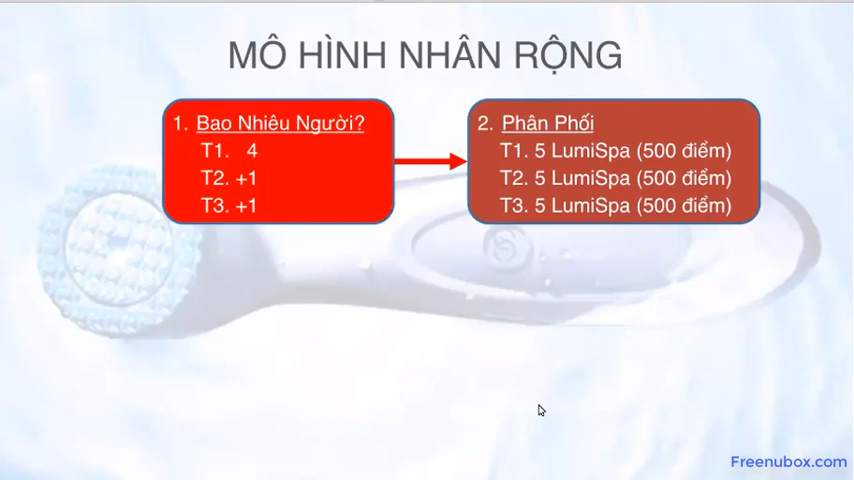 MÔ HÌNH NHÂN RỘNG
1. Bao Nhiêu Người?
T1. 4
T2. +1
T3. +1
2. Phân Phối
T1. 5 LumiSpa (500 điểm)
T2. 5 LumiSpa (500 điểm)
T3. 5 LumiSpa (500 điểm)
Freenubox.com